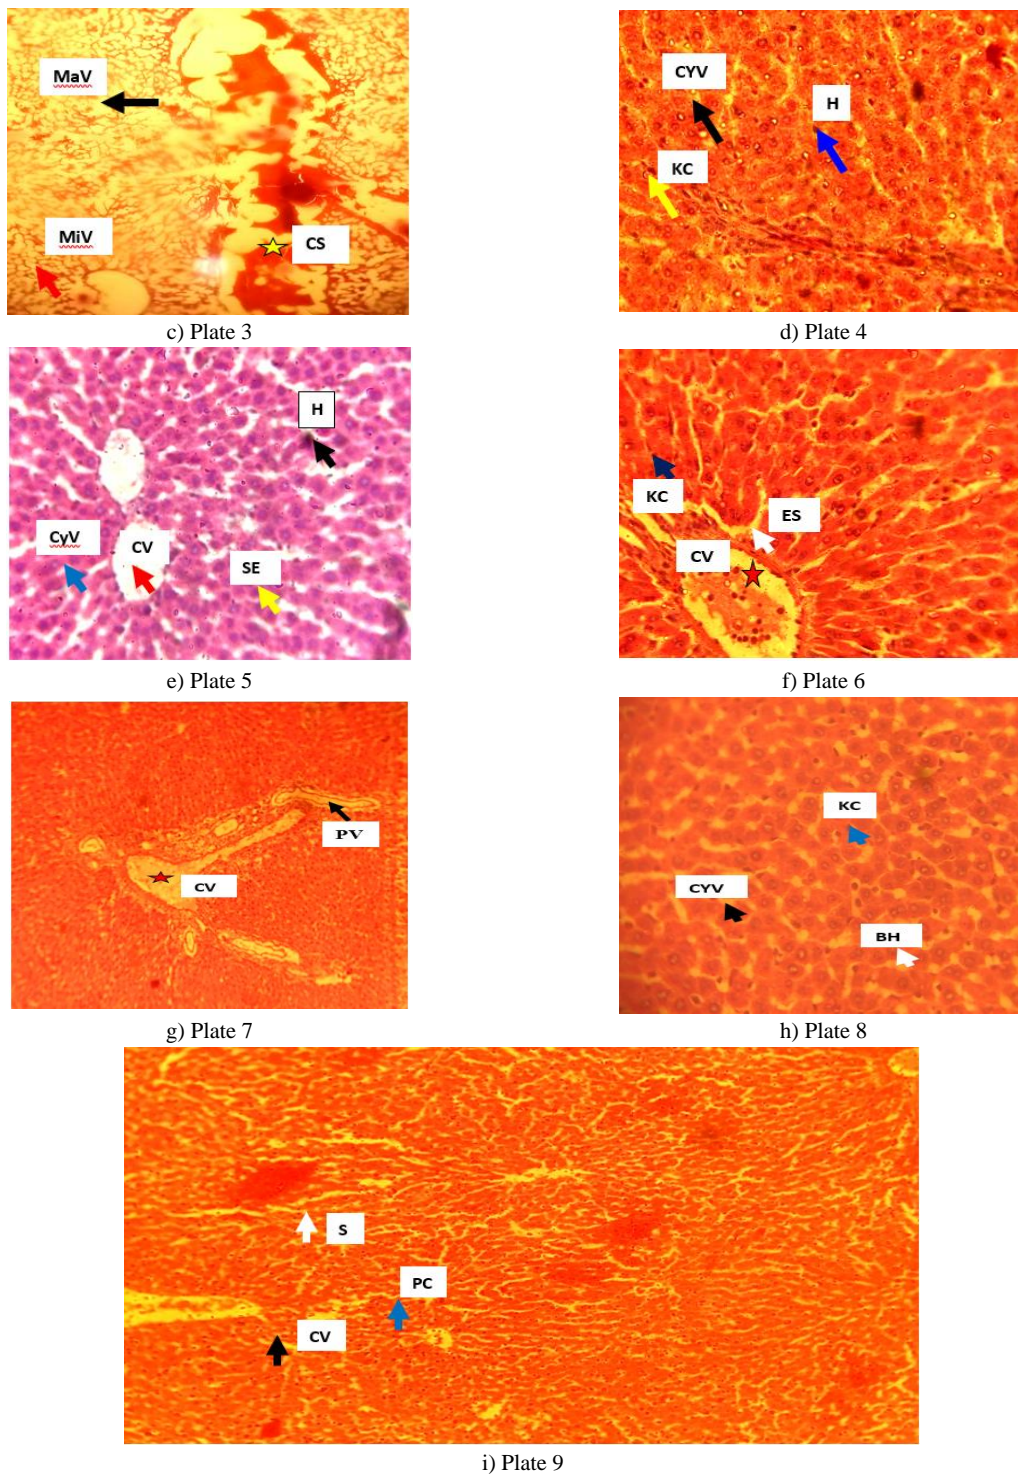 MaV
MiV
CS
c) Plate 3
CYV
H
KC
d) Plate 4
H
CyV
CV
SE
e) Plate 5
KC
ES
CV
f) Plate 6
PV
CV
g) Plate 7
KC
CYV
BH
h) Plate 8
S
PC
CV
i) Plate 9